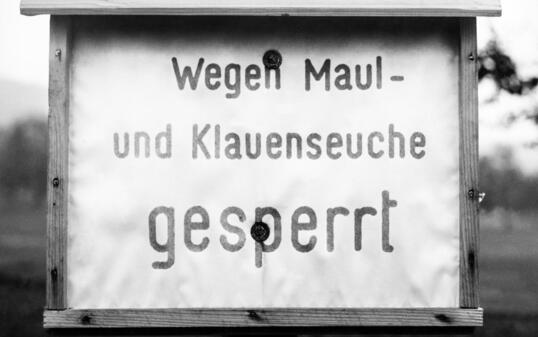 Wegen Maul-
und Klauenseuche
gesperrt